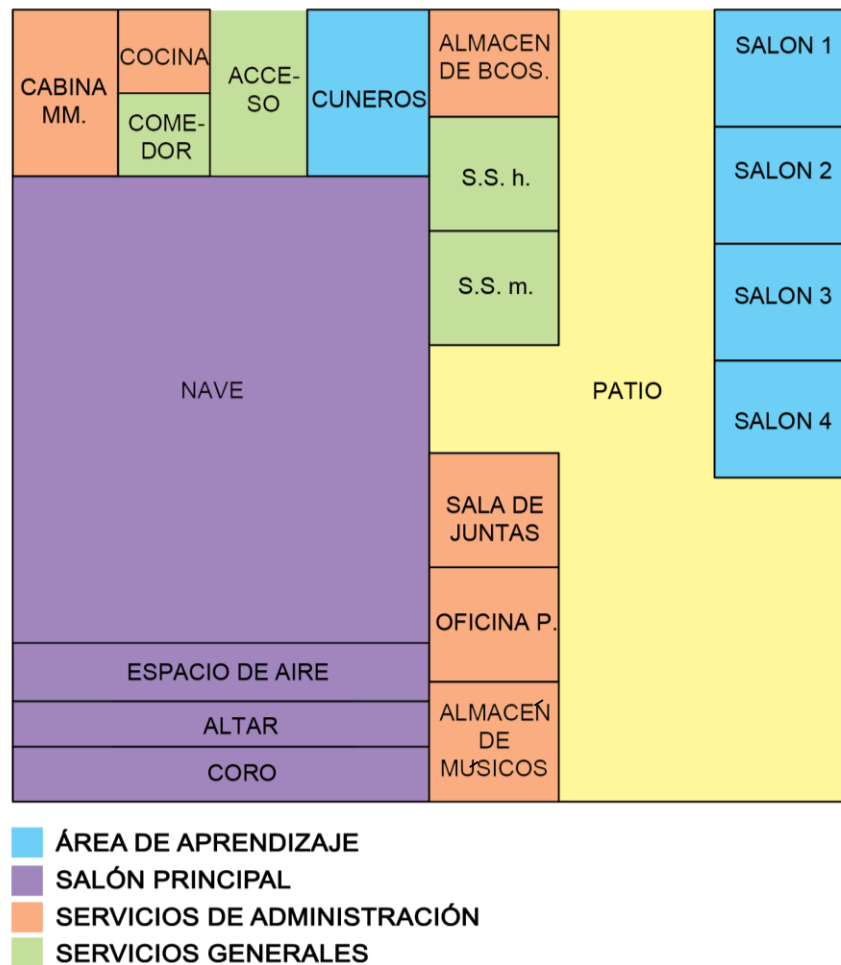 CABINA
MM.
COCINA
COME-
DOR
ACCE-
SO
CUNEROS
ALMACEN
DE BCOS.
S.S. h.
S.S. m.
SALON 1
SALON 2
SALON 3
SALON 4
NAVE
PATIO
SALA DE
JUNTAS
OFICINA P.
ESPACIO DE AIRE
ALTAR
CORO
ALMACÉN
DE
MÚSICOS
ÁREA DE APRENDIZAJE
SALÓN PRINCIPAL
SERVICIOS DE ADMINISTRACIÓN
SERVICIOS GENERALES